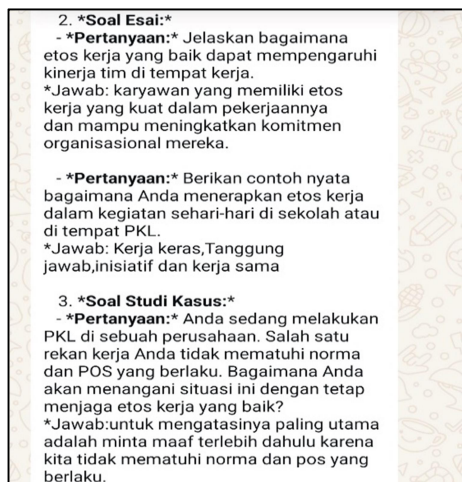 2. *Soal Esai:*
- *Pertanyaan:* Jelaskan bagaimana
etos kerja yang baik dapat mempengaruhi
kinerja tim di tempat kerja.
*Jawab: karyawan yang memiliki etos
kerja yang kuat dalam pekerjaannya
dan mampu meningkatkan komitmen
organisasional mereka.
- *Pertanyaan:* Berikan contoh nyata
bagaimana Anda menerapkan etos kerja
dalam kegiatan sehari-hari di sekolah atau
di tempat PKL.
*Jawab: Kerja keras,Tanggung
jawab,inisiatif dan kerja sama
3. *Soal Studi Kasus:*
- *Pertanyaan:* Anda sedang melakukan
PKL di sebuah perusahaan. Salah satu
rekan kerja Anda tidak mematuhi norma
dan POS yang berlaku. Bagaimana Anda
akan menangani situasi ini dengan tetap
menjaga etos kerja yang baik?
*Jawab:untuk mengatasinya paling utama
adalah minta maaf terlebih dahulu karena
kita tidak mematuhi norma dan pos yang
berlaku.